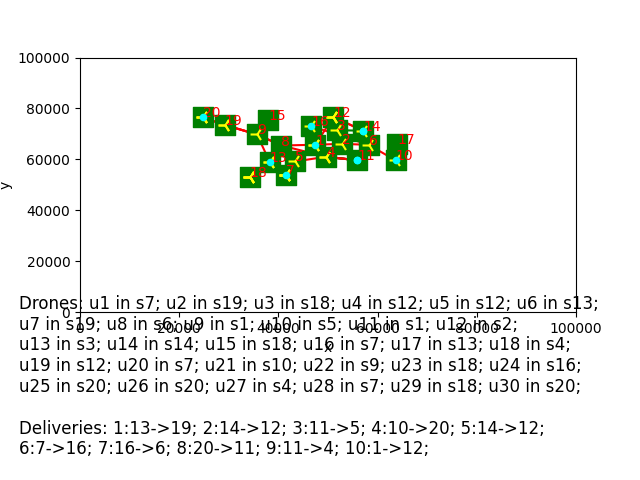 100000
80000
y
60000
40000
20000
0
0 20000 40000 60000 80000 100000
x
12
14
17
Drones: u1 in s7; u2 in s19; u3 in s18; u4 in s12; u5 in s12; u6 in s13;
u7 in s19; u8 in s6; u9 in s1; u10 in s5; u11 in s1; u12 in s2;
u13 in s3; u14 in s14; u15 in s18; u16 in s7; u17 in s13; u18 in s4;
u19 in s12; u20 in s7; u21 in s10; u22 in s9; u23 in s18; u24 in s16;
u25 in s20; u26 in s20; u27 in s4; u28 in s7; u29 in s18; u30 in s20;
Deliveries: 1:13->19; 2:14->12; 3:11->5; 4:10->20; 5:14->12;
6:7->16; 7:16->6; 8:20->11; 9:11->4; 10:1->12;